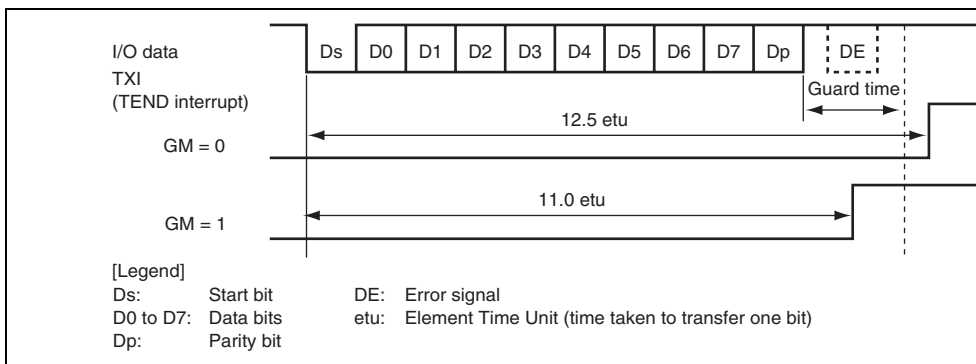 I/O data
Ds D0 D1 D2 D3 D4 D5 D6 D7 Dp DE
TXI
(TEND interrupt)
Guard time
12.5 etu
GM = 0
11.0 etu
GM = 1
[Legend]
Ds: Start bit DE: Error signal
D0 to D7: Data bits etu: Element Time Unit (time taken to transfer one bit)
Dp: Parity bit